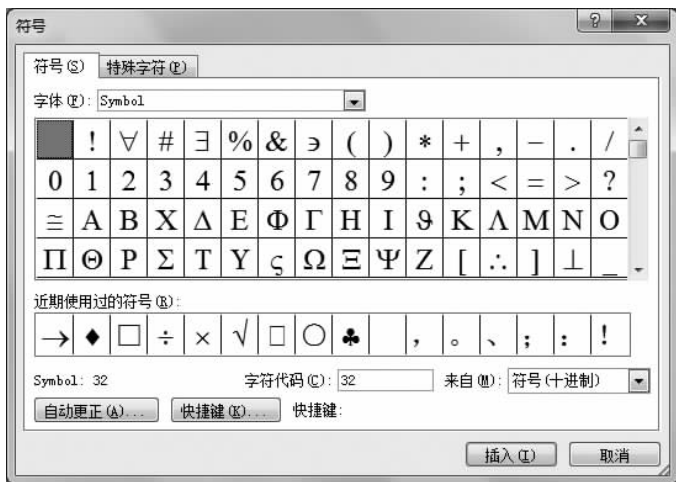 符号
符号(S) 特殊字符(P)
字体(F): Symbol
! ∀ # ∃ % & ∍ ( ) * + , − . /
0 1 2 3 4 5 6 7 8 9 : ; < = > ?
≅ Α Β Χ Δ Ε Φ Γ Η Ι ϑ Κ Λ Μ Ν Ο
Π Θ Ρ Σ Τ Υ ς Ω Ξ Ψ Ζ [ ∴ ] ⊥ _
近期使用过的符号(R):
→ ♦ □ ÷ × √ □ ○ ♣ , 。 、 ; : !
Symbol: 32 字符代码(C): 32 来自(M): 符号(十进制)
自动更正(A)... 快捷键(K)... 快捷键:
插入(I) 取消